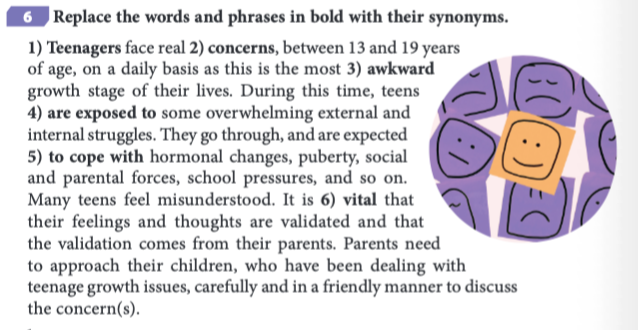 6 Replace the words and phrases in bold with their synonyms.
1) Teenagers face real 2) concerns, between 13 and 19 years
of age, on a daily basis as this is the most 3) awkward
growth stage of their lives. During this time, teens
4) are exposed to some overwhelming external and
internal struggles. They go through, and are expected
5) to cope with hormonal changes, puberty, social
and parental forces, school pressures, and so on.
Many teens feel misunderstood. It is 6) vital that
their feelings and thoughts are validated and that
the validation comes from their parents. Parents need
to approach their children, who have been dealing with
teenage growth issues, carefully and in a friendly manner to discuss
the concern(s).